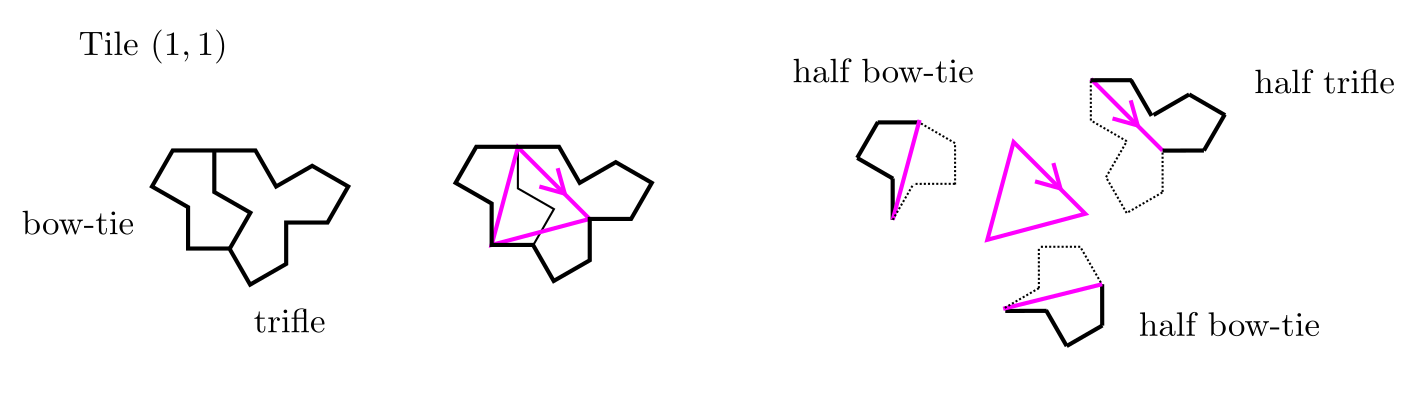 Tile (1, 1)
bow-tie
trifle
half bow-tie
half trifle
half bow-tie